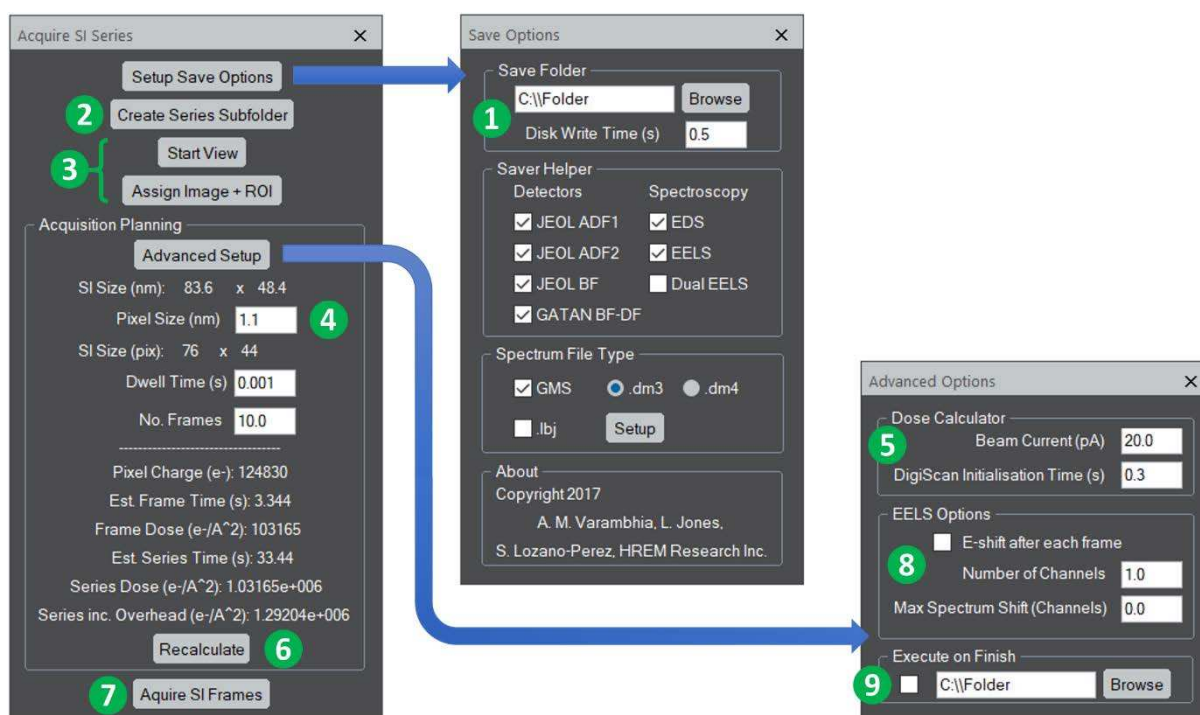 Acquire SI Series
Setup Save Options
2
Create Series Subfolder
3
Start View
Assign Image + ROI
Acquisition Planning
Advanced Setup
SI Size (nm): 83.6 x 48.4
Pixel Size (nm) 1.1
4
SI Size (pix): 76 x 44
Dwell Time (s) 0.001
No. Frames 10.0
---------------------------------
Pixel Charge (e-): 124830
Est. Frame Time (s): 3.344
Frame Dose (e-/A^2): 103165
Est. Series Time (s): 33.44
Series Dose (e-/A^2): 1.03165e+006
Series inc. Overhead (e-/A^2): 1.29204e+006
Recalculate
6
7
Aquire SI Frames
Save Options
Save Folder
1
C:\\Folder Browse
Disk Write Time (s) 0.5
Saver Helper
Detectors Spectroscopy
JEOL ADF1 EDS
JEOL ADF2 EELS
JEOL BF Dual EELS
GATAN BF-DF
Spectrum File Type
GMS .dm3 .dm4
.lbj Setup
About
Copyright 2017
A. M. Varambhia, L. Jones,
S. Lozano-Perez, HREM Research Inc.
Advanced Options
Dose Calculator
5
Beam Current (pA) 20.0
DigiScan Initialisation Time (s) 0.3
EELS Options
E-shift after each frame
8
Number of Channels 1.0
Max Spectrum Shift (Channels) 0.0
Execute on Finish
9
C:\\Folder Browse